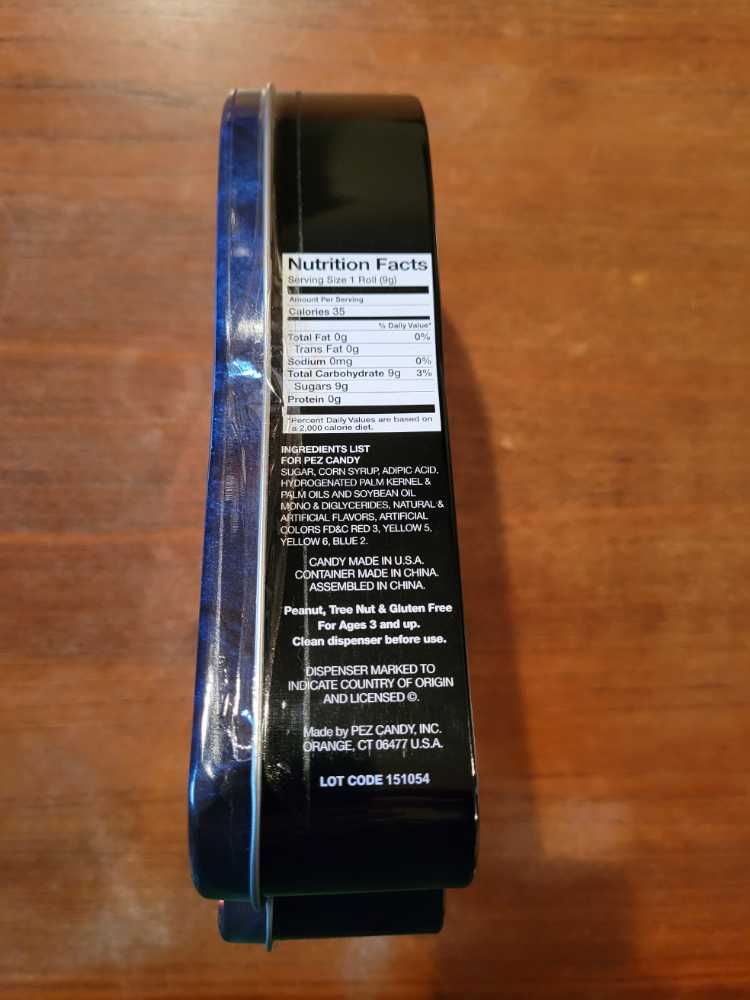 Nutrition Facts
Serving Size 1 Roll (9g)
Amount Per Serving
Calories 35
% Daily Value*
Total Fat 0g 0%
Trans Fat 0g
Sodium 0mg 0%
Total Carbohydrate 9g 3%
Sugars 9g
Protein 0g
*Percent Daily Values are based on
a 2,000 calorie diet.
INGREDIENTS LIST
FOR PEZ CANDY
SUGAR, CORN SYRUP, ADIPIC ACID,
HYDROGENATED PALM KERNEL &
PALM OILS AND SOYBEAN OIL
MONO & DIGLYCERIDES, NATURAL &
ARTIFICIAL FLAVORS, ARTIFICIAL
COLORS FD&C RED 3, YELLOW 5,
YELLOW 6, BLUE 2.
CANDY MADE IN U.S.A.
CONTAINER MADE IN CHINA.
ASSEMBLED IN CHINA.
Peanut, Tree Nut & Gluten Free
For Ages 3 and up.
Clean dispenser before use.
DISPENSER MARKED TO
INDICATE COUNTRY OF ORIGIN
AND LICENSED ©.
Made by PEZ CANDY, INC.
ORANGE, CT 06477 U.S.A.
LOT CODE 151054